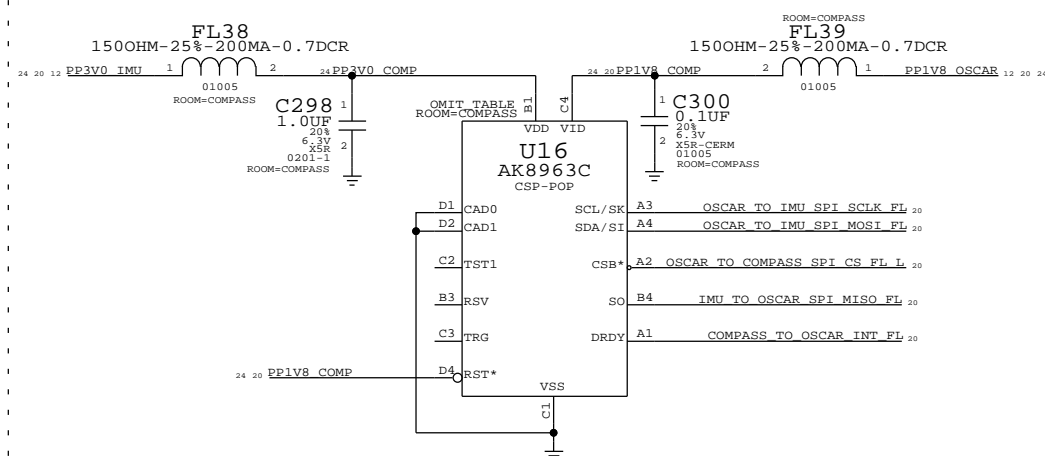 FL38
150OHM-25%-200MA-0.7DCR
24 20 12 PP3V0_IMU 1 2 24 PP3V0_COMP
01005
ROOM=COMPASS
C298 1
1.0UF
20%
6.3V
X5R 2
0201-1
ROOM=COMPASS
ROOM=COMPASS
FL39
150OHM-25%-200MA-0.7DCR
24 20 PP1V8_COMP 2 1 PP1V8_OSCAR 12 20 24
01005
1 C300
0.1UF
20%
6.3V
2 X5R-CERM
01005
ROOM=COMPASS
OMIT_TABLE
ROOM=COMPASS
B1 C4
VDD VID
U16
AK8963C
CSP-POP
D1 CAD0
D2 CAD1
C2 TST1
B3 RSV
C3 TRG
24 20 PP1V8_COMP D4 RST*
SCL/SK A3 OSCAR_TO_IMU_SPI_SCLK_FL 20
SDA/SI A4 OSCAR_TO_IMU_SPI_MOSI_FL 20
CSB* A2 OSCAR_TO_COMPASS_SPI_CS_FL_L 20
SO B4 IMU_TO_OSCAR_SPI_MISO_FL 20
DRDY A1 COMPASS_TO_OSCAR_INT_FL 20
VSS
C1